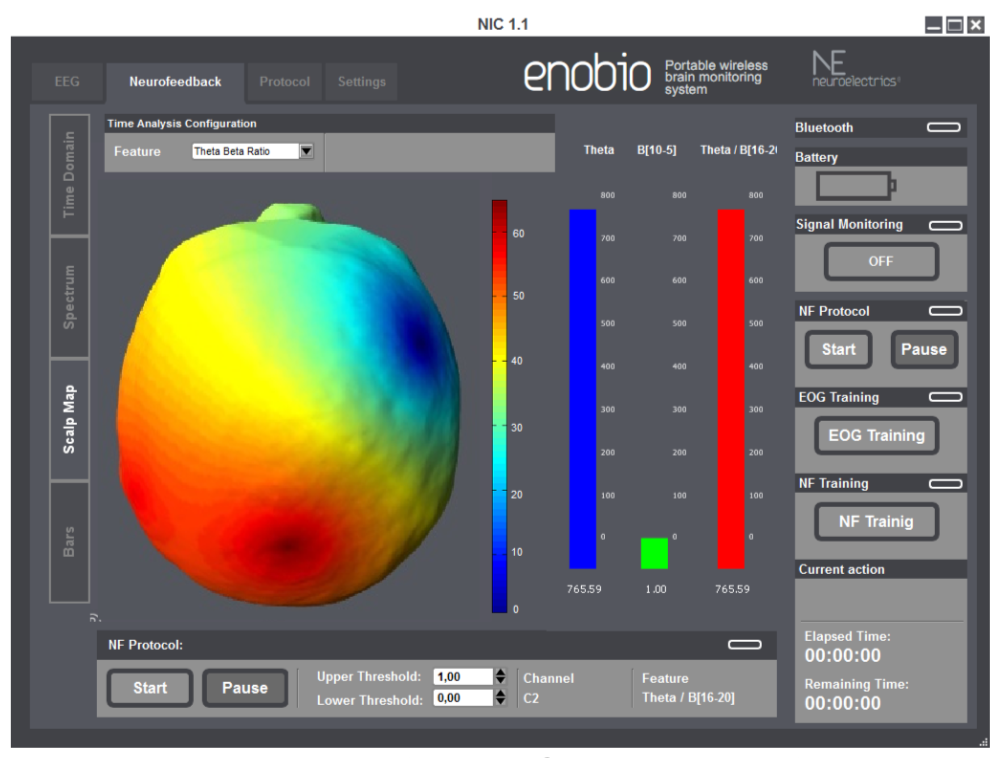 NIC 1.1
EEG
Neurofeedback
Protocol
Settings
enobio
Portable wireless
brain monitoring
system
NE
neuroelectrics
Time Domain
Spectrum
Scalp Map
Bars
Time Analysis Configuration
Feature
Theta Beta Ratio
60
50
40
30
20
10
0
Theta B[10-5] Theta / B[16-2
800 800 800
700 700 700
600 600 600
500 500 500
400 400 400
300 300 300
200 200 200
100 100 100
0 0 0
765.59 1.00 765.59
Bluetooth
Battery
Signal Monitoring
OFF
NF Protocol
Start Pause
EOG Training
EOG Training
NF Training
NF Trainig
Current action
Elapsed Time:
00:00:00
Remaining Time:
00:00:00
NF Protocol:
Start Pause
Upper Threshold: 1,00
Lower Threshold: 0,00
Channel
C2
Feature
Theta / B[16-20]